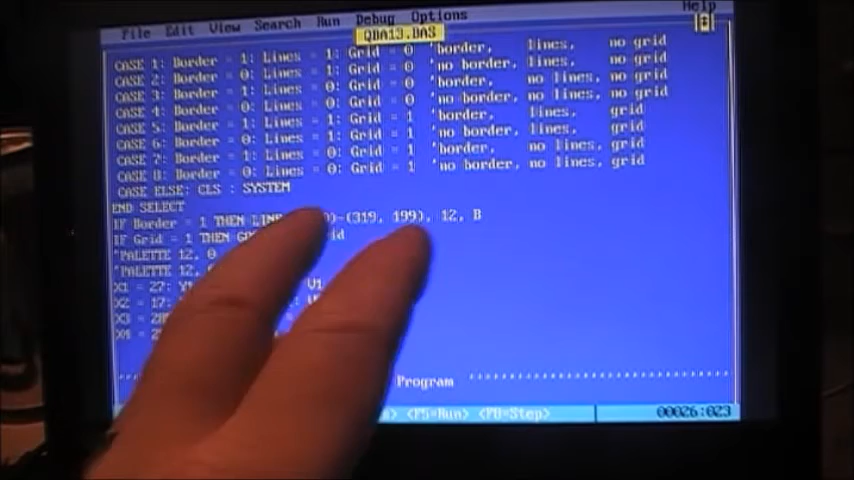 File Edit View Search Run Debug Options Help
QBA13.BAS
CASE 1: Border = 1: Lines = 1: Grid = 0 'border, lines, no grid
CASE 2: Border = 0: Lines = 1: Grid = 0 'no border, lines, no grid
CASE 3: Border = 1: Lines = 0: Grid = 0 'border, no lines, no grid
CASE 4: Border = 0: Lines = 0: Grid = 0 'no border, no lines, no grid
CASE 5: Border = 1: Lines = 1: Grid = 1 'border, lines, grid
CASE 6: Border = 0: Lines = 1: Grid = 1 'no border, lines, grid
CASE 7: Border = 1: Lines = 0: Grid = 1 'border, no lines, grid
CASE 8: Border = 0: Lines = 0: Grid = 1 'no border, no lines, grid
CASE ELSE: CLS : SYSTEM
END SELECT
IF Border = 1 THEN LINE -(319, 199), 12, B
IF Grid = 1 THEN
'PALETTE 12, 0
'PALETTE 12,
X1 = 27:
X2 = 17:
X3 =
X4 =
Program
<F5=Run> <F8=Step> 00026:023